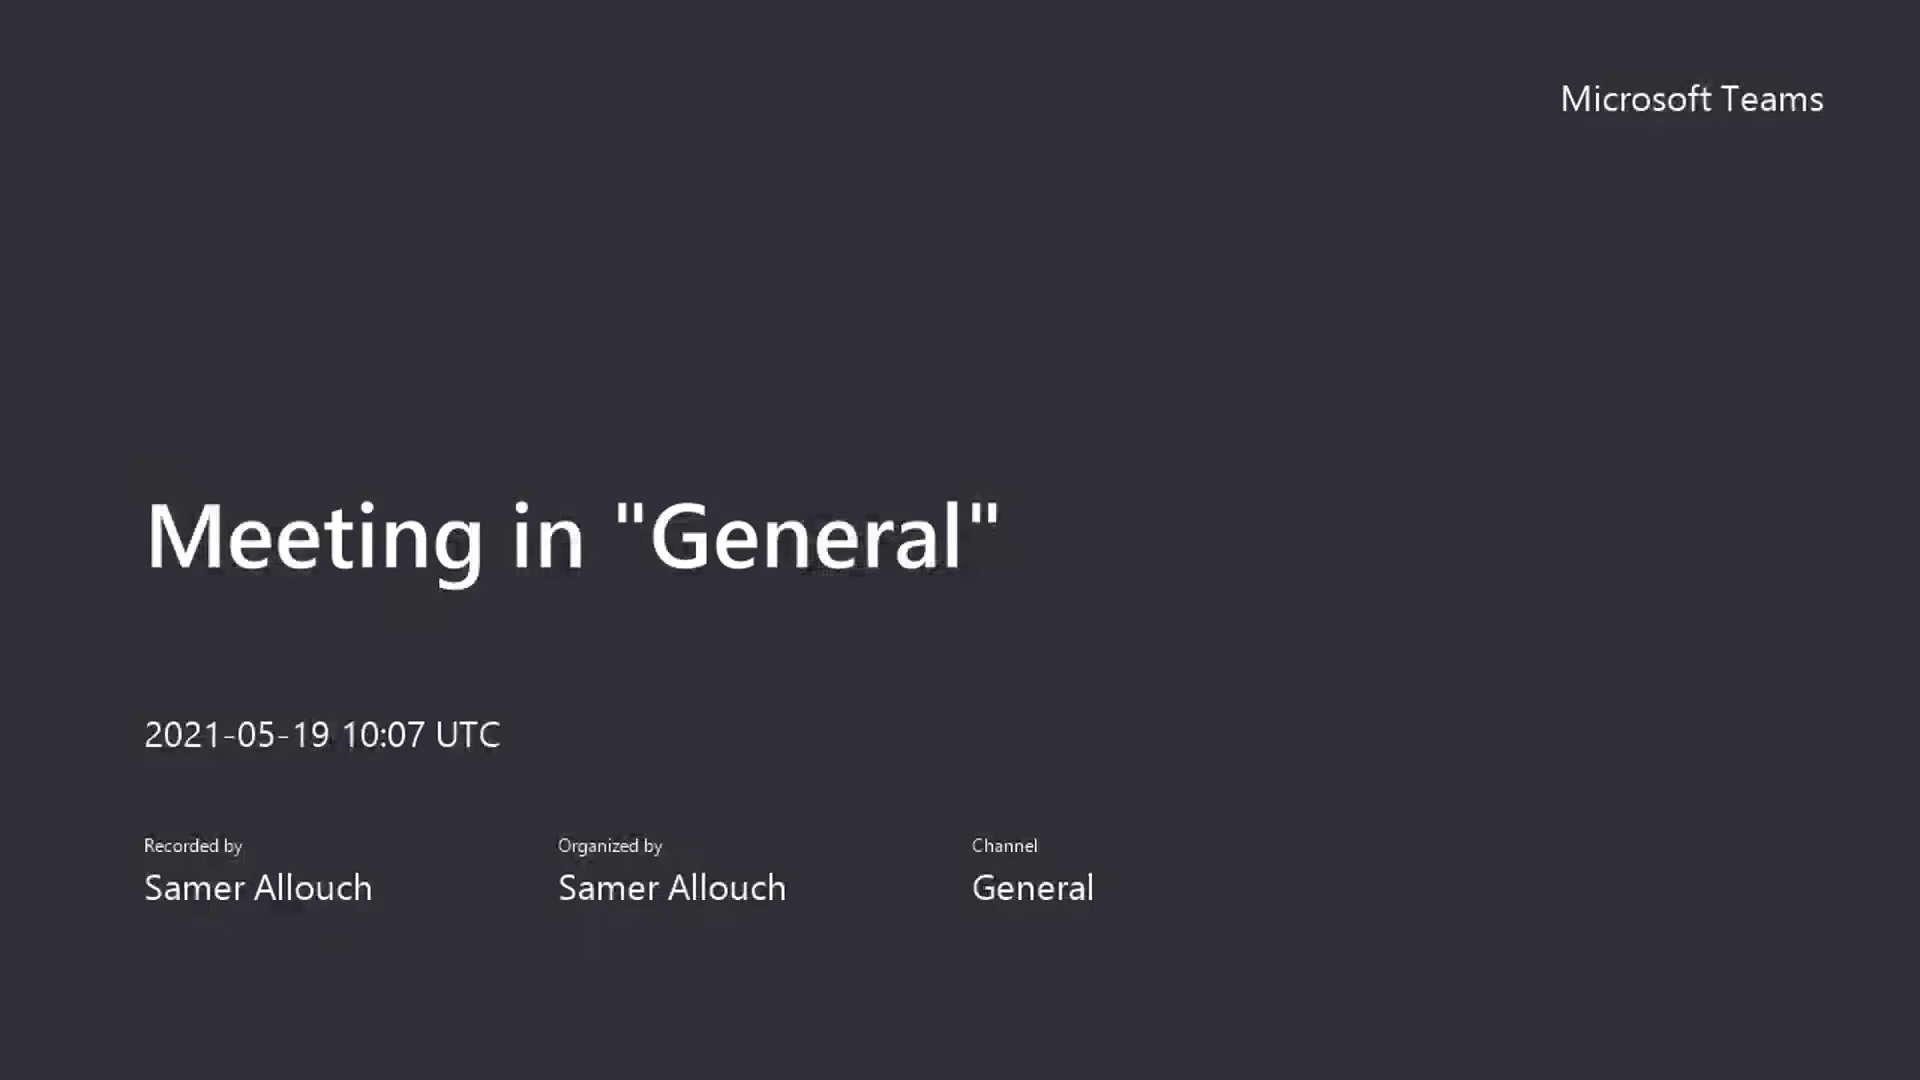 Microsoft Teams
Meeting in "General"
2021-05-19 10:07 UTC
Recorded by
Samer Allouch
Organized by
Samer Allouch
Channel
General